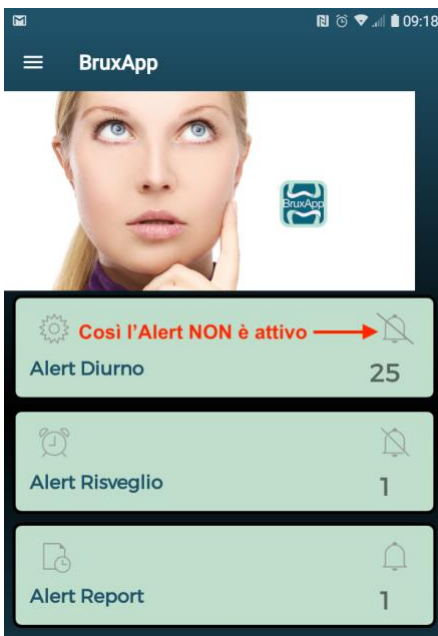 09:18
BruxApp
BruxApp
Così l'Alert NON è attivo
Alert Diurno
25
Alert Risveglio
1
Alert Report
1